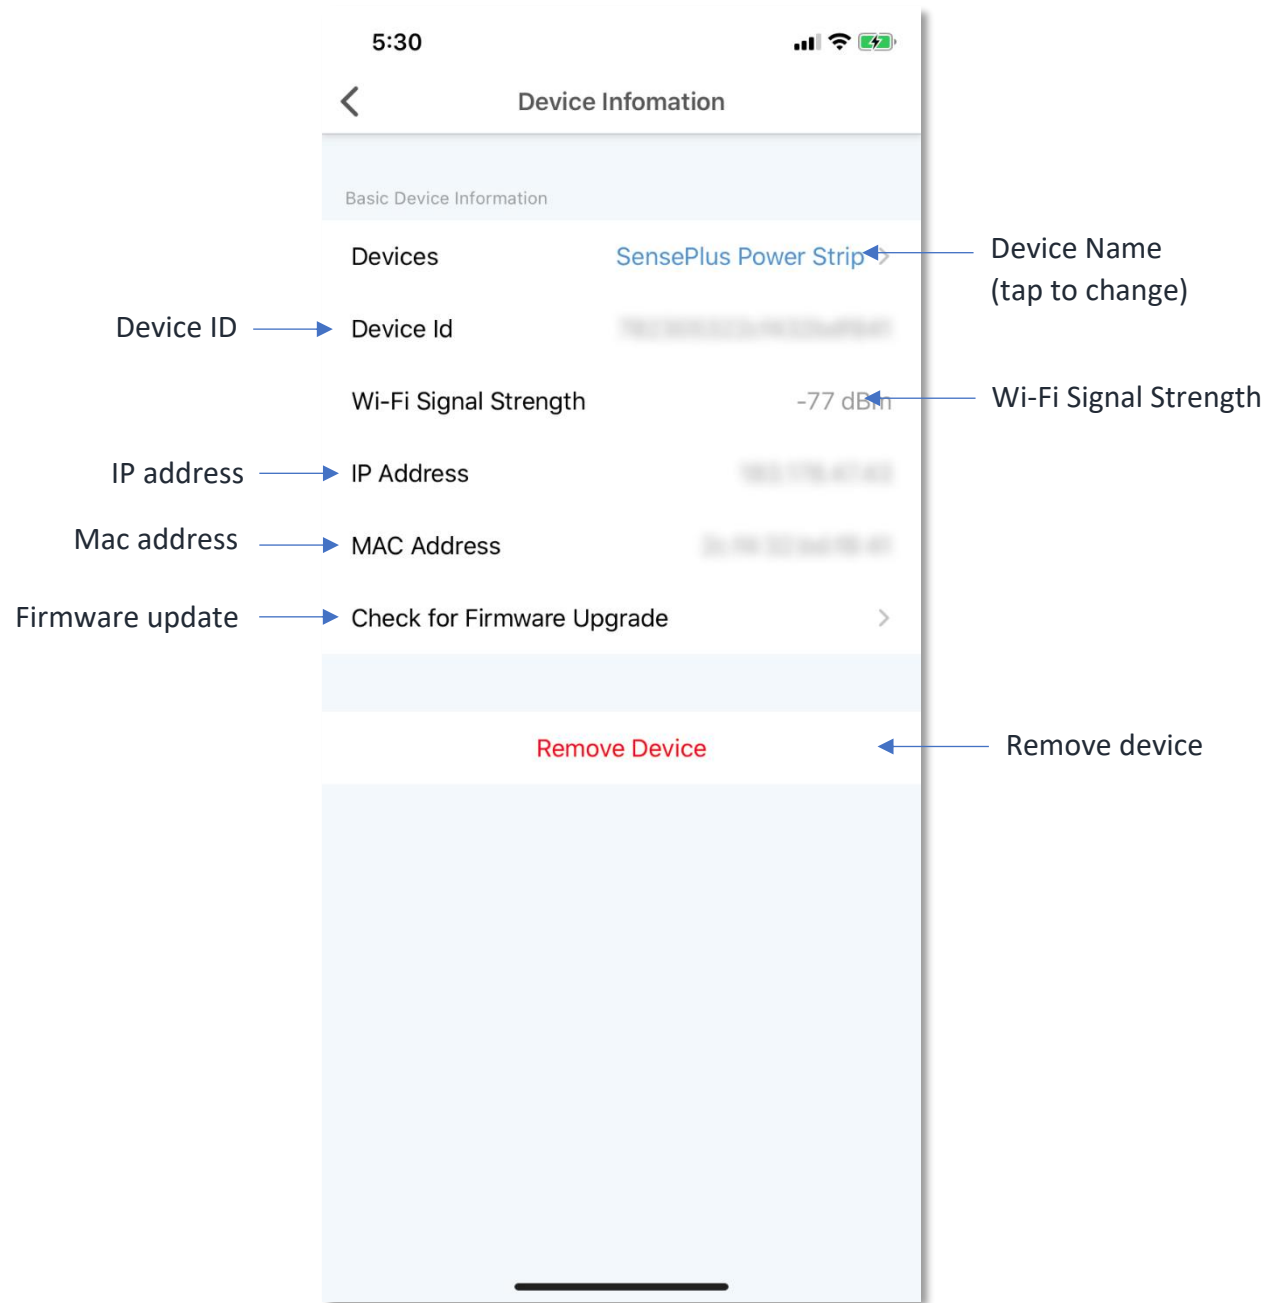 5:30
Device Infomation
Basic Device Information
Devices SensePlus Power Strip
Device Name
(tap to change)
Device ID
Device Id
Wi-Fi Signal Strength -77 dBm
Wi-Fi Signal Strength
IP address
IP Address
Mac address
MAC Address
Firmware update
Check for Firmware Upgrade
Remove Device
Remove device